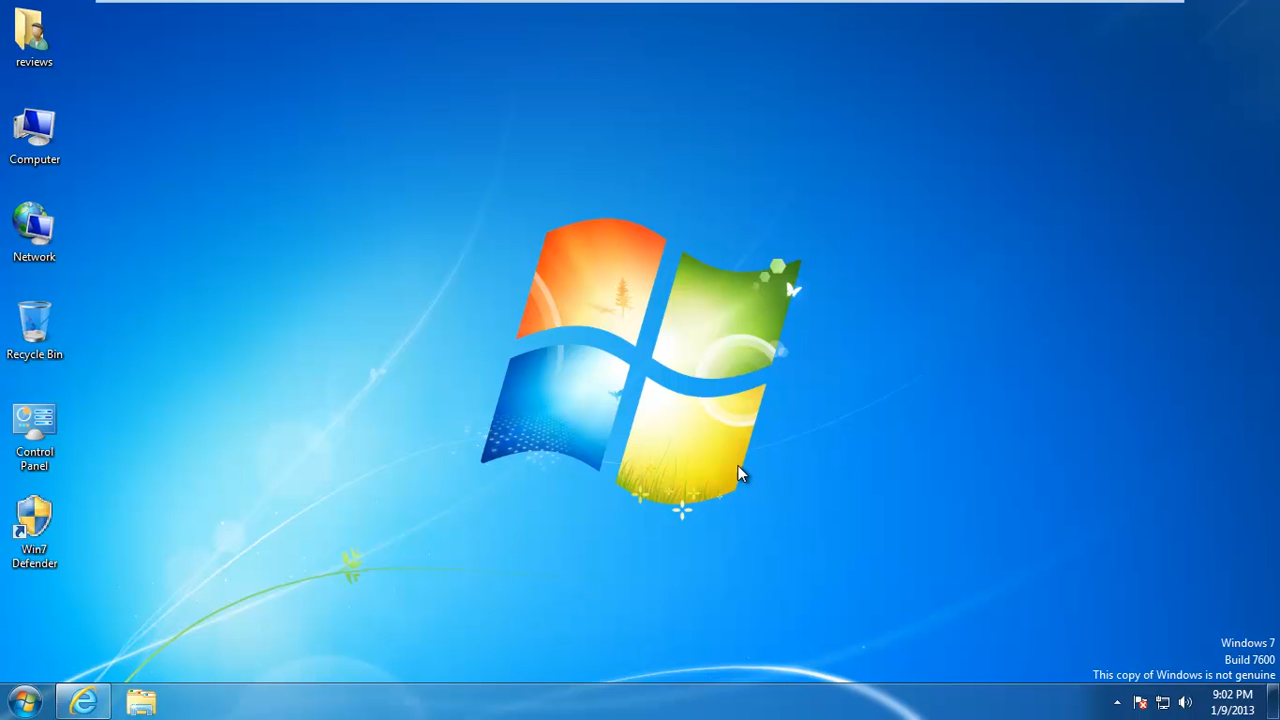 reviews
Computer
Network
Recycle Bin
Control
Panel
Win7
Defender
Windows 7
Build 7600
This copy of Windows is not genuine
9:02 PM
1/9/2013